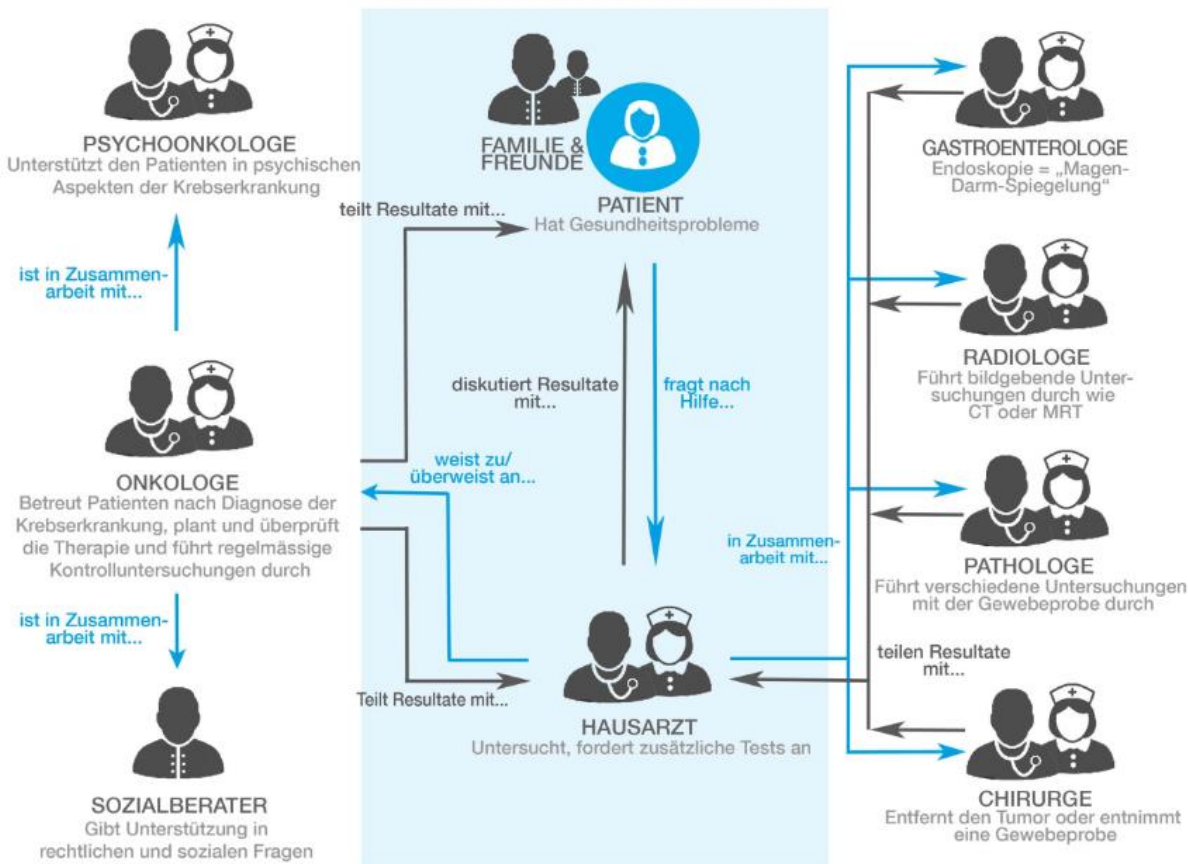 PSYCHOONKOLOGE
Unterstützt den Patienten in psychischen
Aspekten der Krebserkrankung
ist in Zusammen-
arbeit mit...
ONKOLOGE
Betreut Patienten nach Diagnose der
Krebserkrankung, plant und überprüft
die Therapie und führt regelmässige
Kontrolluntersuchungen durch
ist in Zusammen-
arbeit mit...
SOZIALBERATER
Gibt Unterstützung in
rechtlichen und sozialen Fragen
FAMILIE &
FREUNDE
PATIENT
Hat Gesundheitsprobleme
teilt Resultate mit...
diskutiert Resultate
mit...
fragt nach
Hilfe...
weist zu/
überweist an...
Teilt Resultate mit...
HAUSARZT
Untersucht, fordert zusätzliche Tests an
in Zusammen-
arbeit mit...
GASTROENTEROLOGE
Endoskopie = „Magen-
Darm-Spiegelung“
RADIOLOGE
Führt bildgebende Unter-
suchungen durch wie
CT oder MRT
PATHOLOGE
Führt verschiedene Untersuchungen
mit der Gewebeprobe durch
teilen Resultate
mit...
CHIRURGE
Entfernt den Tumor oder entnimmt
eine Gewebeprobe